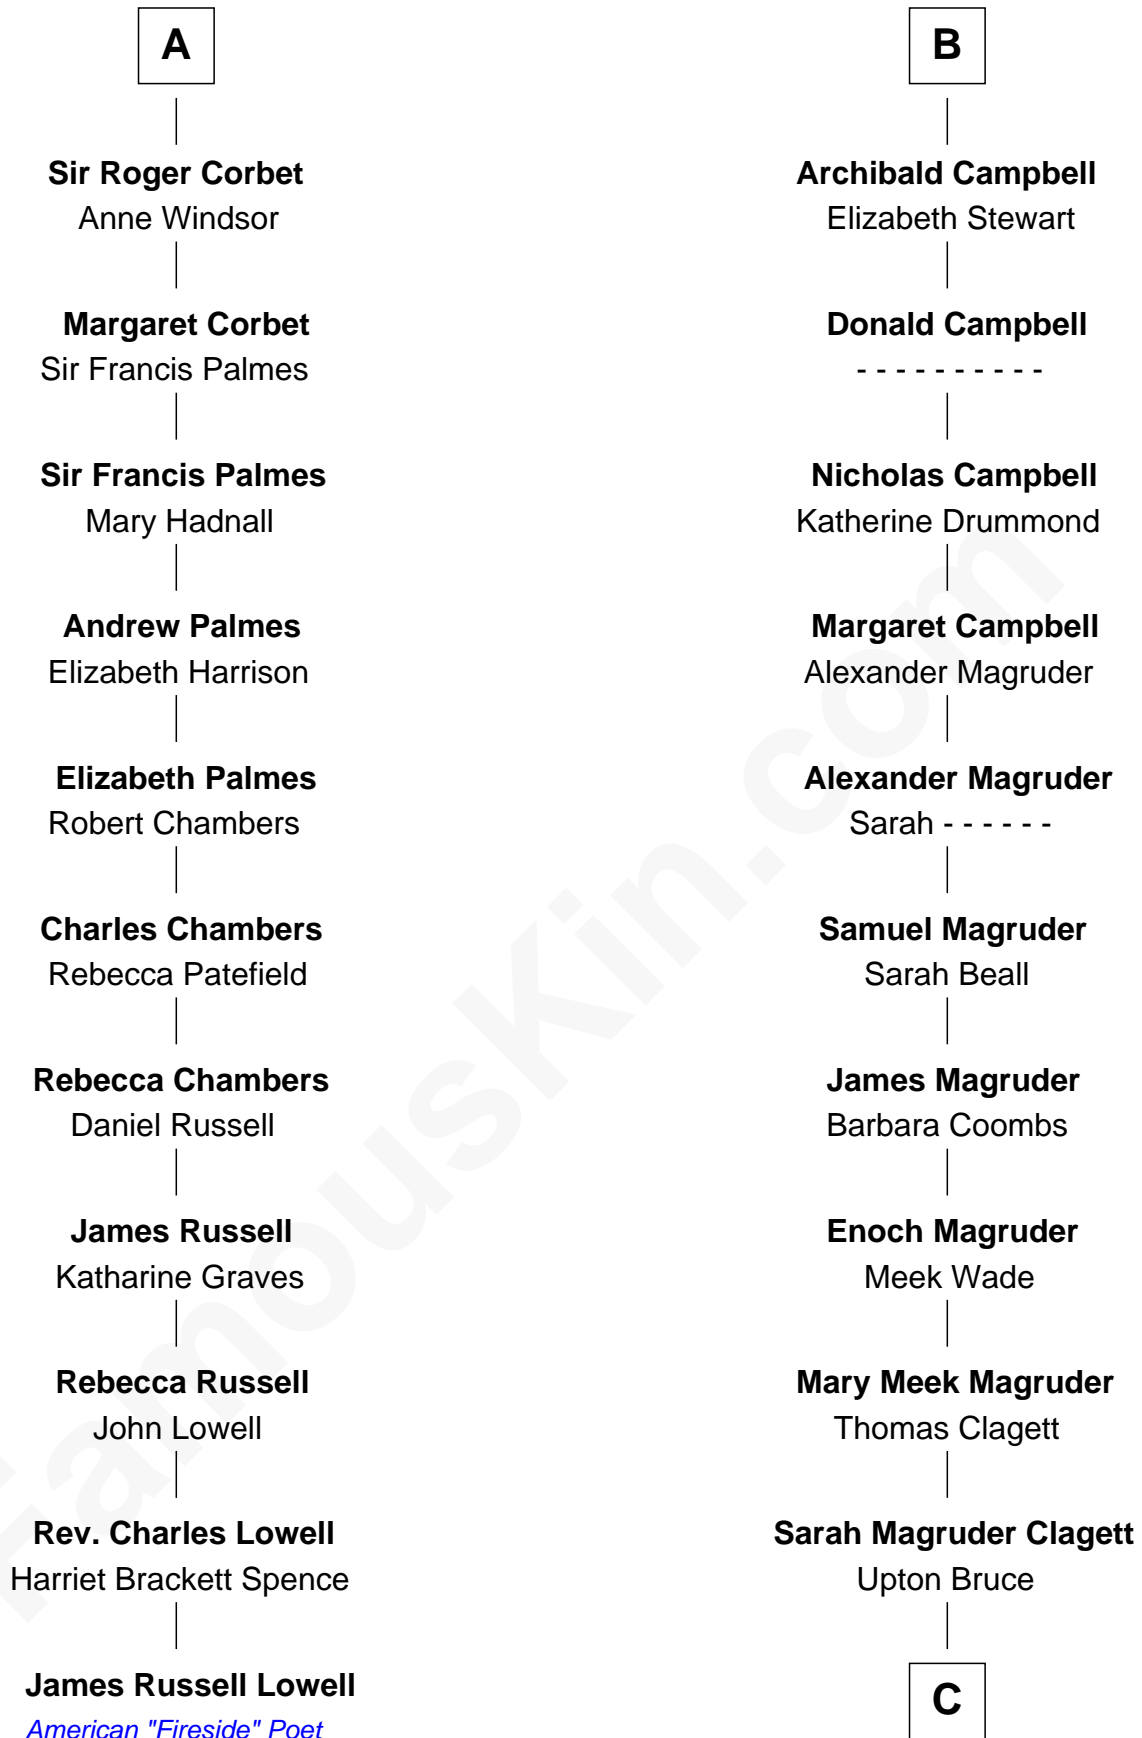 A
Sir Roger Corbet
Anne Windsor
Margaret Corbet
Sir Francis Palmes
Sir Francis Palmes
Mary Hadnall
Andrew Palmes
Elizabeth Harrison
Elizabeth Palmes
Robert Chambers
Charles Chambers
Rebecca Patefield
Rebecca Chambers
Daniel Russell
James Russell
Katharine Graves
Rebecca Russell
John Lowell
Rev. Charles Lowell
Harriet Brackett Spence
James Russell Lowell
American "Fireside" Poet
B
Archibald Campbell
Elizabeth Stewart
Donald Campbell
- - - - - - - - - -
Nicholas Campbell
Katherine Drummond
Margaret Campbell
Alexander Magruder
Alexander Magruder
Sarah - - - - - -
Samuel Magruder
Sarah Beall
James Magruder
Barbara Coombs
Enoch Magruder
Meek Wade
Mary Meek Magruder
Thomas Clagett
Sarah Magruder Clagett
Upton Bruce
C
FamousKin.com